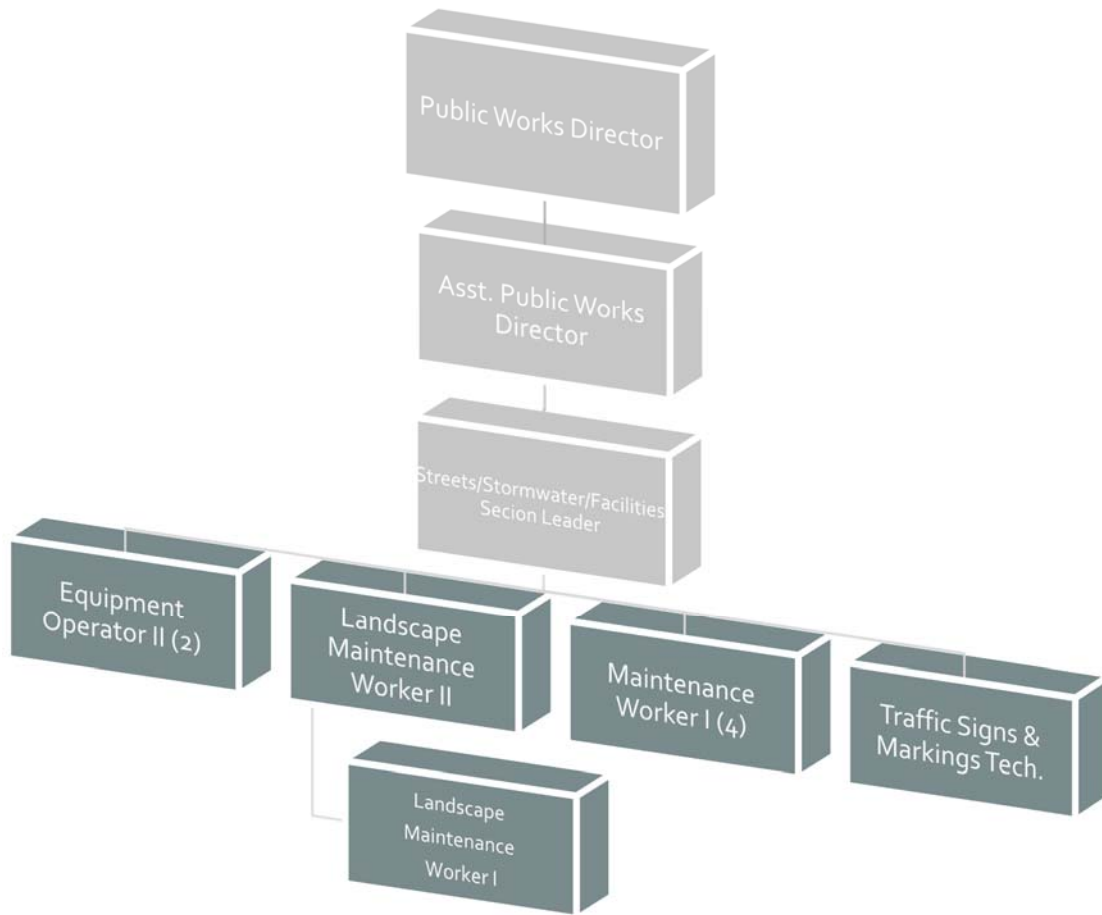 Public Works Director
Asst. Public Works
Director
Streets/Stormwater/Facilities
Secion Leader
Equipment
Operator II (2)
Landscape
Maintenance
Worker II
Maintenance
Worker I (4)
Traffic Signs &
Markings Tech.
Landscape
Maintenance
Worker I